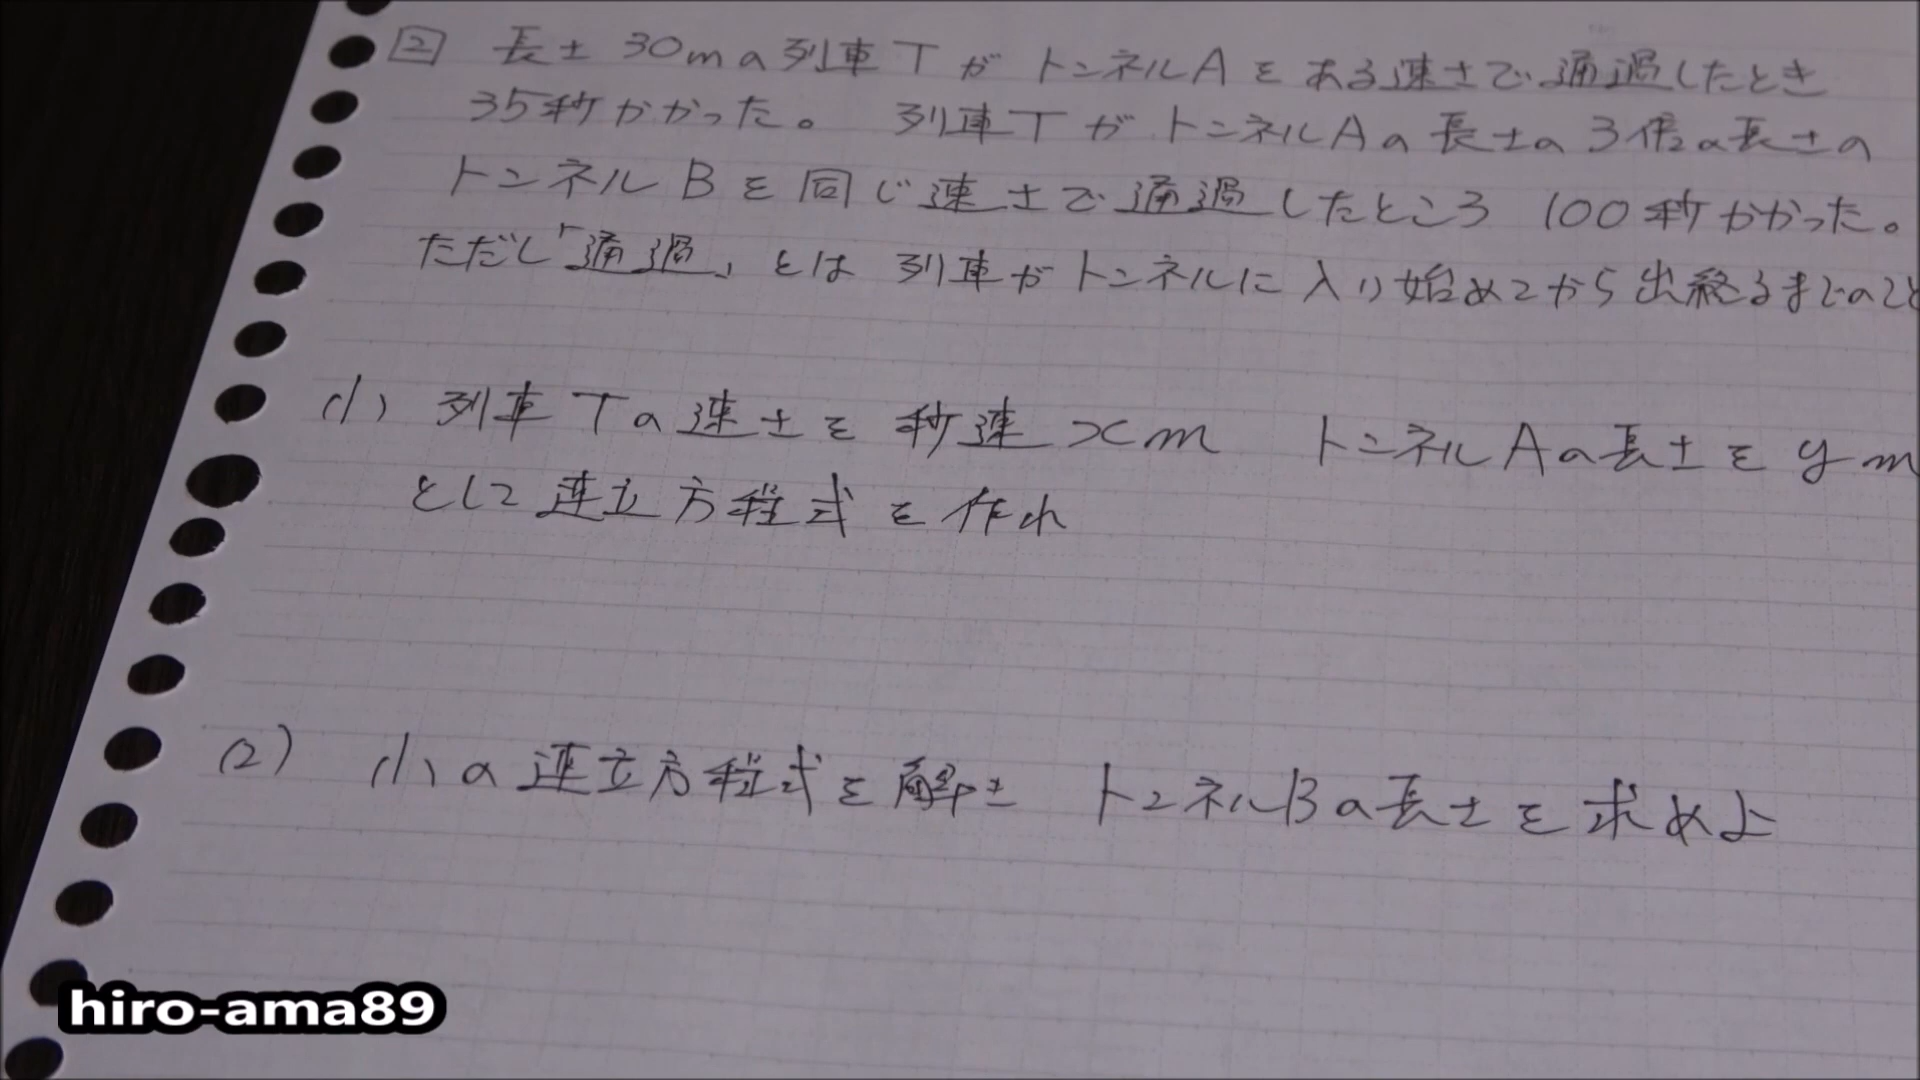 2 長さ 30mの列車TがトンネルAをある速さで通過したとき
35秒かかった。 列車TがトンネルAの長さの3倍の長さの
トンネルBを同じ速さで通過したところ 100秒かかった。
ただし「通過」とは列車がトンネルに入り始めてから出終るまでのこと
(1) 列車Tの速さを秒速xm トンネルAの長さをym
として連立方程式を作れ
(2) (1)の連立方程式を解き トンネルBの長さを求めよ
hiro-ama89